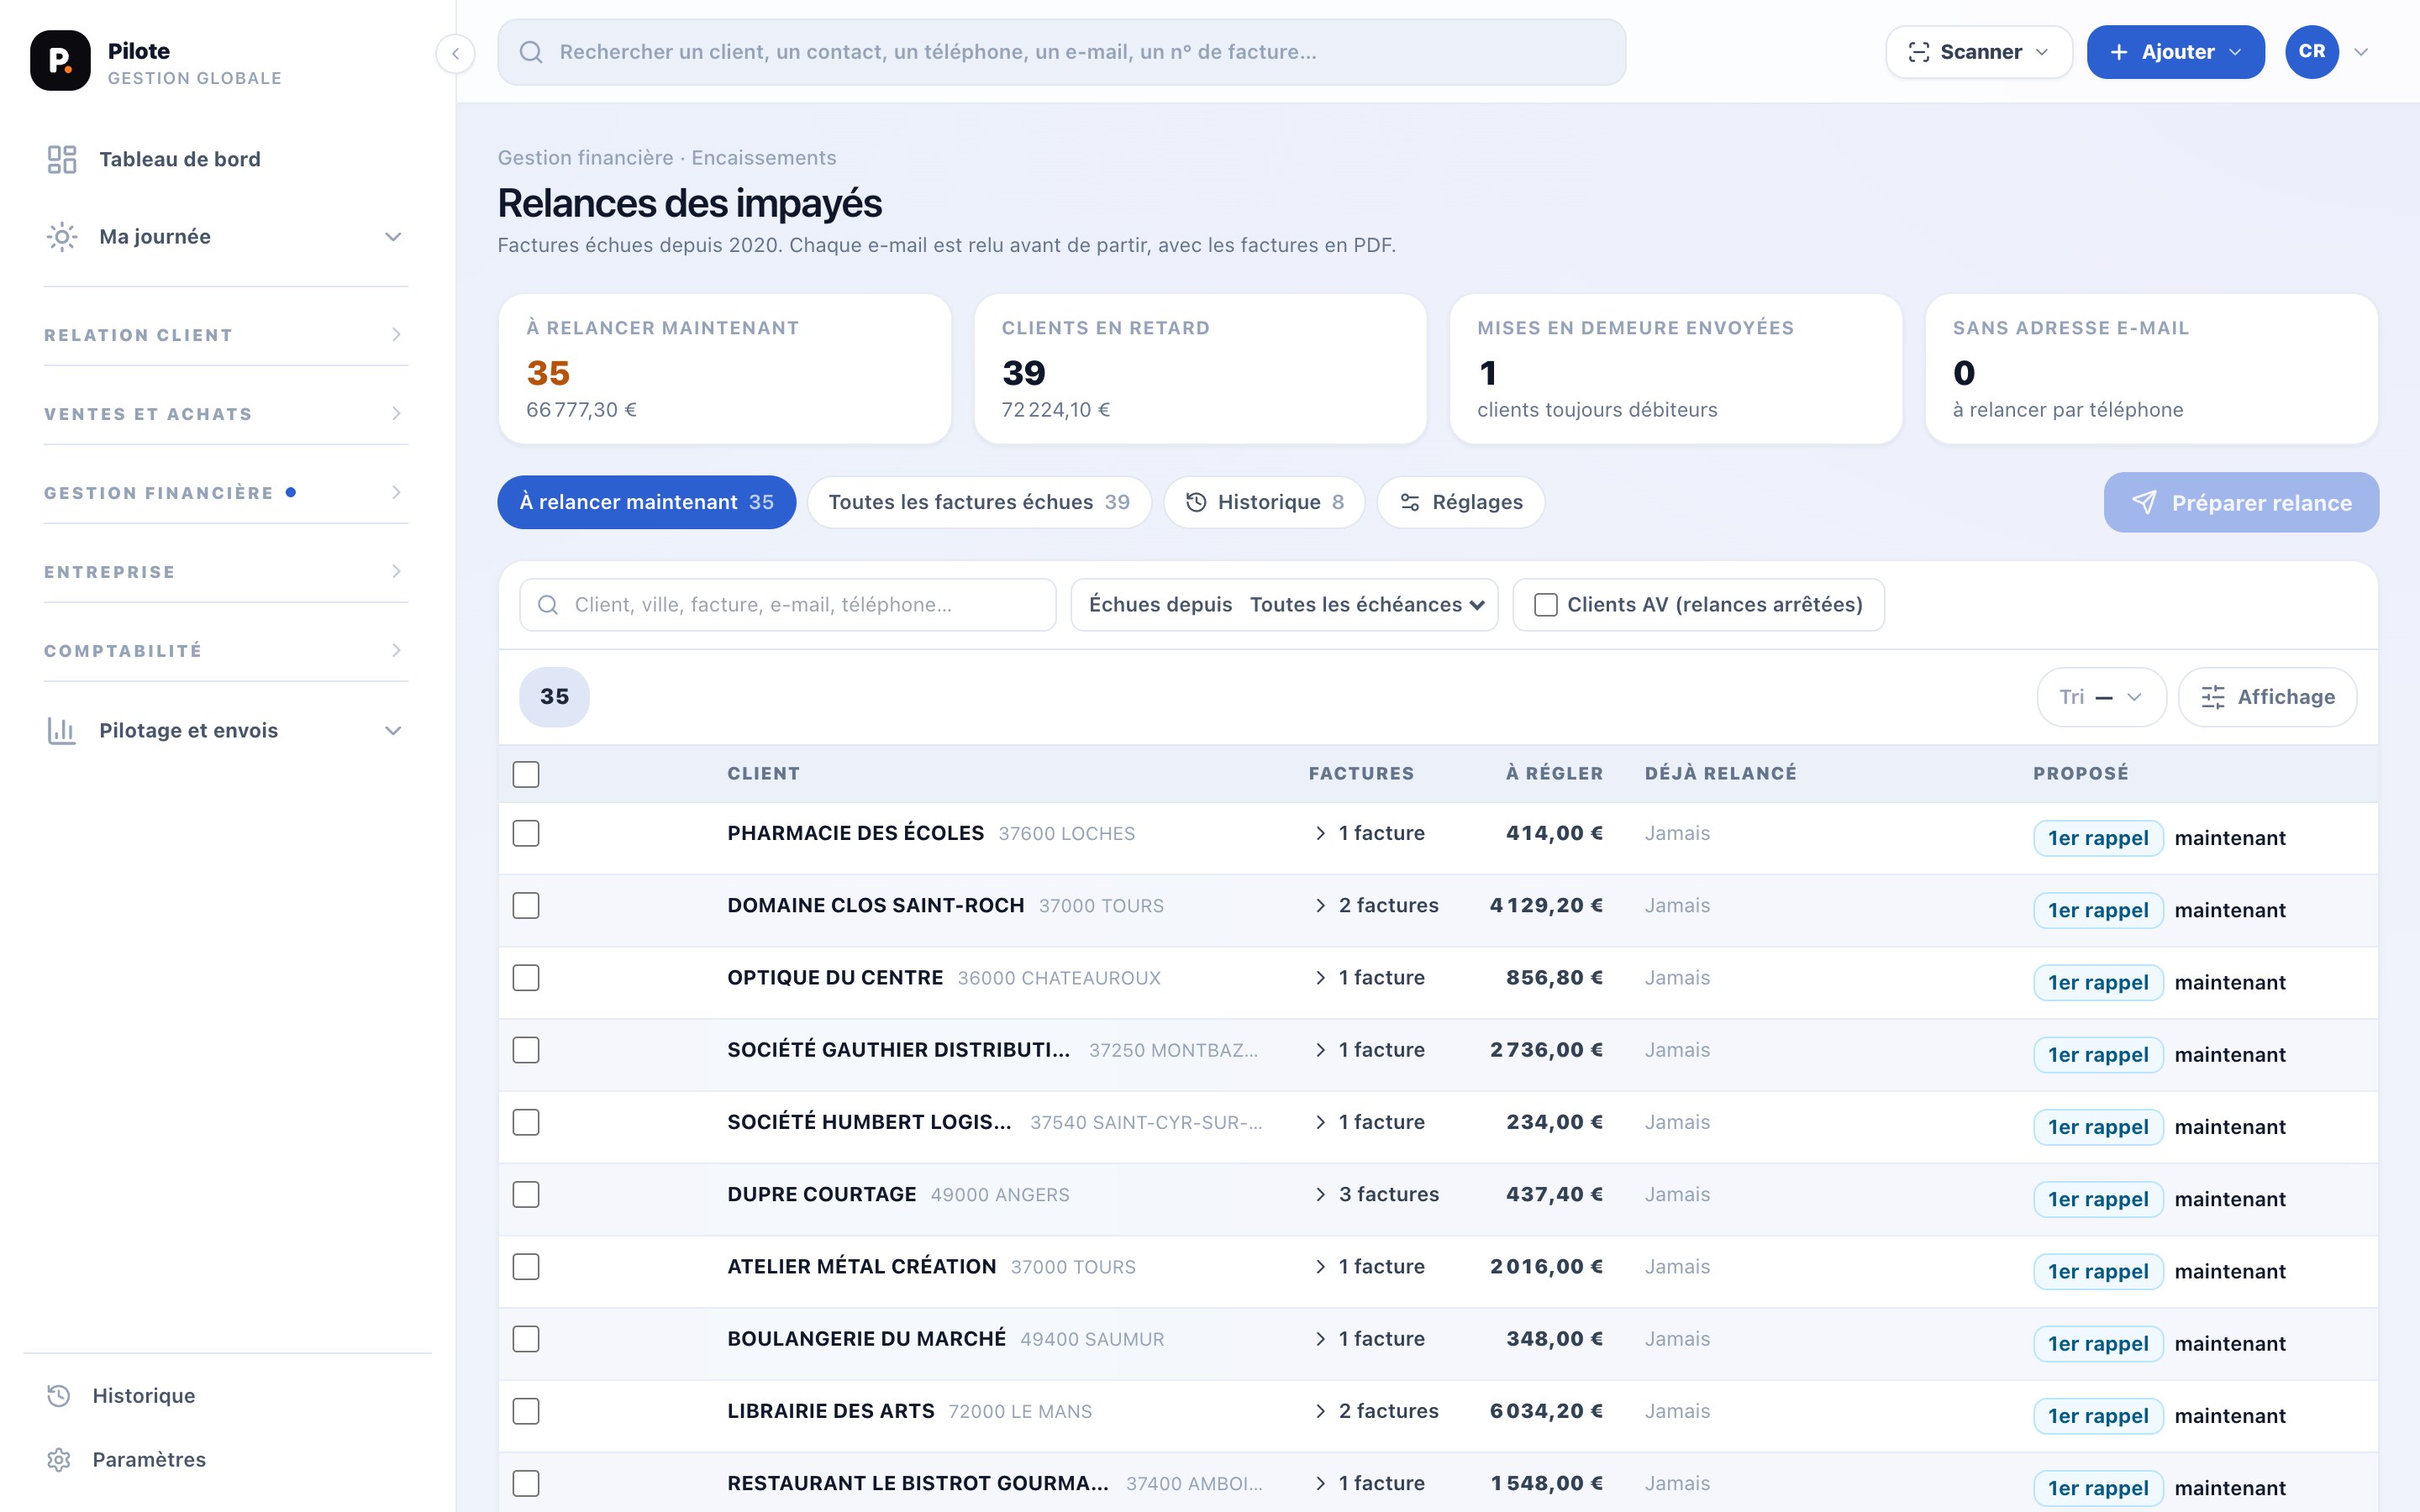 P.
Pilote
GESTION GLOBALE
Tableau de bord
Ma journée
RELATION CLIENT
VENTES ET ACHATS
GESTION FINANCIÈRE
ENTREPRISE
COMPTABILITÉ
Pilotage et envois
Historique
Paramètres
Rechercher un client, un contact, un téléphone, un e-mail, un n° de facture...
Scanner
Ajouter
CR
Gestion financière · Encaissements
Relances des impayés
Factures échues depuis 2020. Chaque e-mail est relu avant de partir, avec les factures en PDF.
À RELANCER MAINTENANT
35
66 777,30 €
CLIENTS EN RETARD
39
72 224,10 €
MISES EN DEMEURE ENVOYÉES
1
clients toujours débiteurs
SANS ADRESSE E-MAIL
0
à relancer par téléphone
À relancer maintenant 35
Toutes les factures échues 39
Historique 8
Réglages
Préparer relance
Client, ville, facture, e-mail, téléphone...
Échues depuis Toutes les échéances
Clients AV (relances arrêtées)
35
Tri —
Affichage
CLIENT FACTURES À RÉGLER DÉJÀ RELANCÉ PROPOSÉ
PHARMACIE DES ÉCOLES 37600 LOCHES 1 facture 414,00 € Jamais 1er rappel maintenant
DOMAINE CLOS SAINT-ROCH 37000 TOURS 2 factures 4 129,20 € Jamais 1er rappel maintenant
OPTIQUE DU CENTRE 36000 CHATEAUROUX 1 facture 856,80 € Jamais 1er rappel maintenant
SOCIÉTÉ GAUTHIER DISTRIBUTI... 37250 MONTBAZ... 1 facture 2 736,00 € Jamais 1er rappel maintenant
SOCIÉTÉ HUMBERT LOGIS... 37540 SAINT-CYR-SUR-... 1 facture 234,00 € Jamais 1er rappel maintenant
DUPRE COURTAGE 49000 ANGERS 3 factures 437,40 € Jamais 1er rappel maintenant
ATELIER MÉTAL CRÉATION 37000 TOURS 1 facture 2 016,00 € Jamais 1er rappel maintenant
BOULANGERIE DU MARCHÉ 49400 SAUMUR 1 facture 348,00 € Jamais 1er rappel maintenant
LIBRAIRIE DES ARTS 72000 LE MANS 2 factures 6 034,20 € Jamais 1er rappel maintenant
RESTAURANT LE BISTROT GOURMA... 37400 AMBOI... 1 facture 1 548,00 € Jamais 1er rappel maintenant